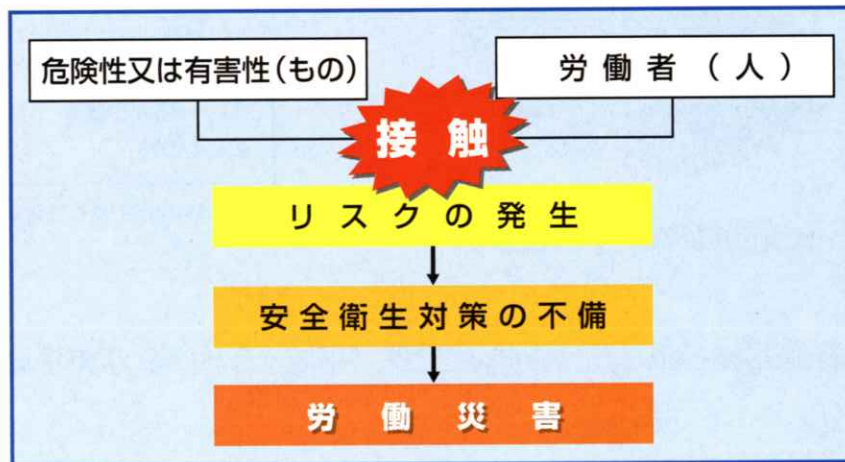 危険性又は有害性(もの)
労働者(人)
接触
リスクの発生
安全衛生対策の不備
労働災害